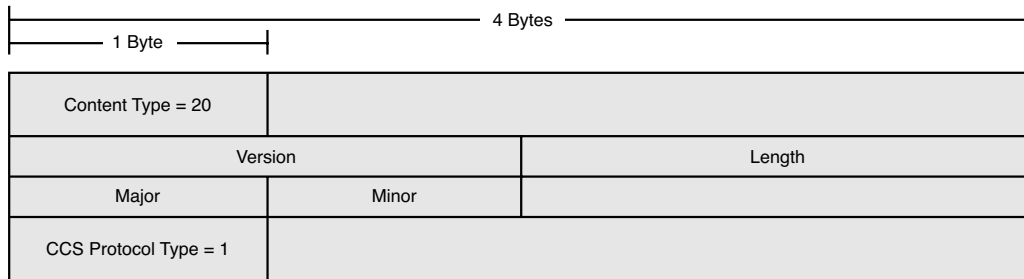 4 Bytes
1 Byte
Content Type = 20
Version
Length
Major
Minor
CCS Protocol Type = 1